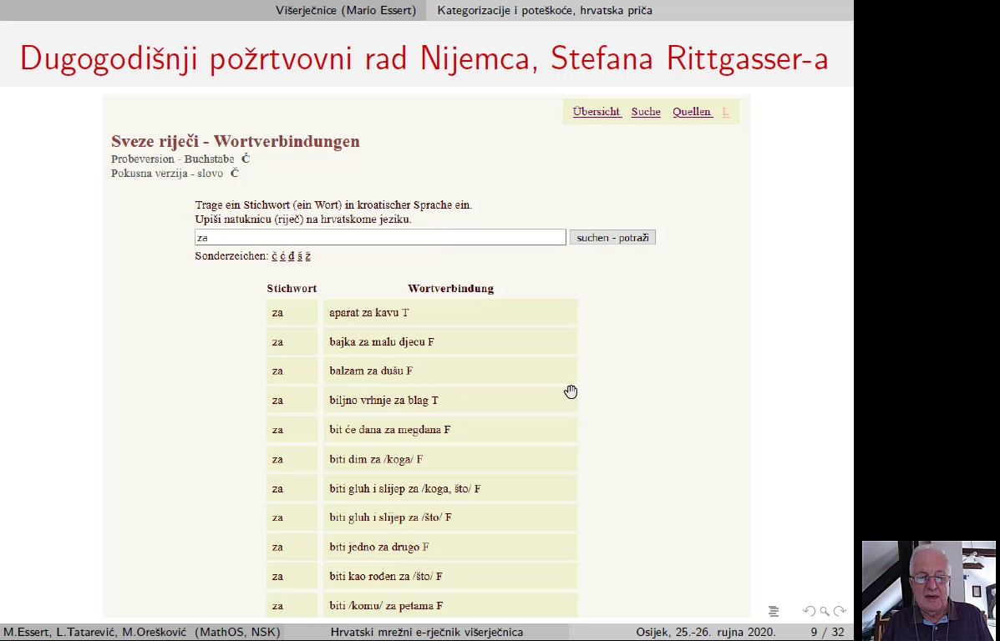 Višerječnice (Mario Essert) Kategorizacije i poteškoće, hrvatska priča
Dugogodišnji požrtvovni rad Nijemca, Stefana Rittgasser-a
Übersicht Suche Quellen L
Sveze riječi - Wortverbindungen
Probeversion - Buchstabe Č
Pokusna verzija - slovo Č
Trage ein Stichwort (ein Wort) in kroatischer Sprache ein.
Upiši natuknicu (riječ) na hrvatskome jeziku.
za suchen - potraži
Sonderzeichen: č ć đ š ž
Stichwort Wortverbindung
za aparat za kavu T
za bajka za malu djecu F
za balzam za dušu F
za biljno vrhnje za blag T
za bit će dana za megdana F
za biti dim za /koga/ F
za biti gluh i slijep za /koga, što/ F
za biti gluh i slijep za /što/ F
za biti jedno za drugo F
za biti kao rođen za /što/ F
za biti /komu/ za petama F
M.Essert, L.Tatarević, M.Orešković (MathOS, NSK) Hrvatski mrežni e-rječnik višerječnica Osijek, 25.-26. rujna 2020. 9 / 32